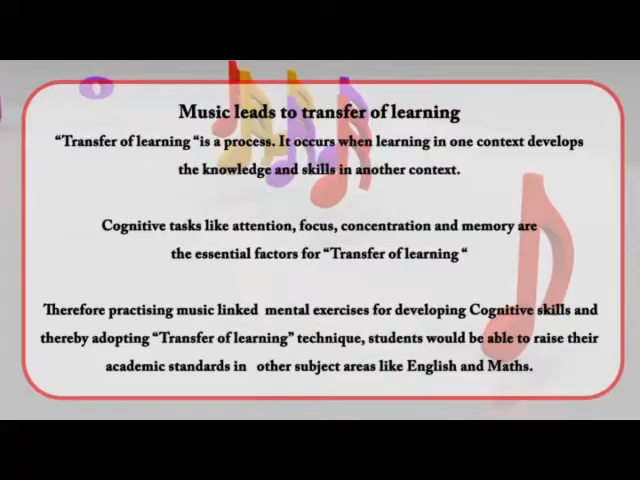 Music leads to transfer of learning
“Transfer of learning “is a process. It occurs when learning in one context develops
the knowledge and skills in another context.
Cognitive tasks like attention, focus, concentration and memory are
the essential factors for “Transfer of learning “
Therefore practising music linked  mental exercises for developing Cognitive skills and
thereby adopting “Transfer of learning” technique, students would be able to raise their
academic standards in   other subject areas like English and Maths.